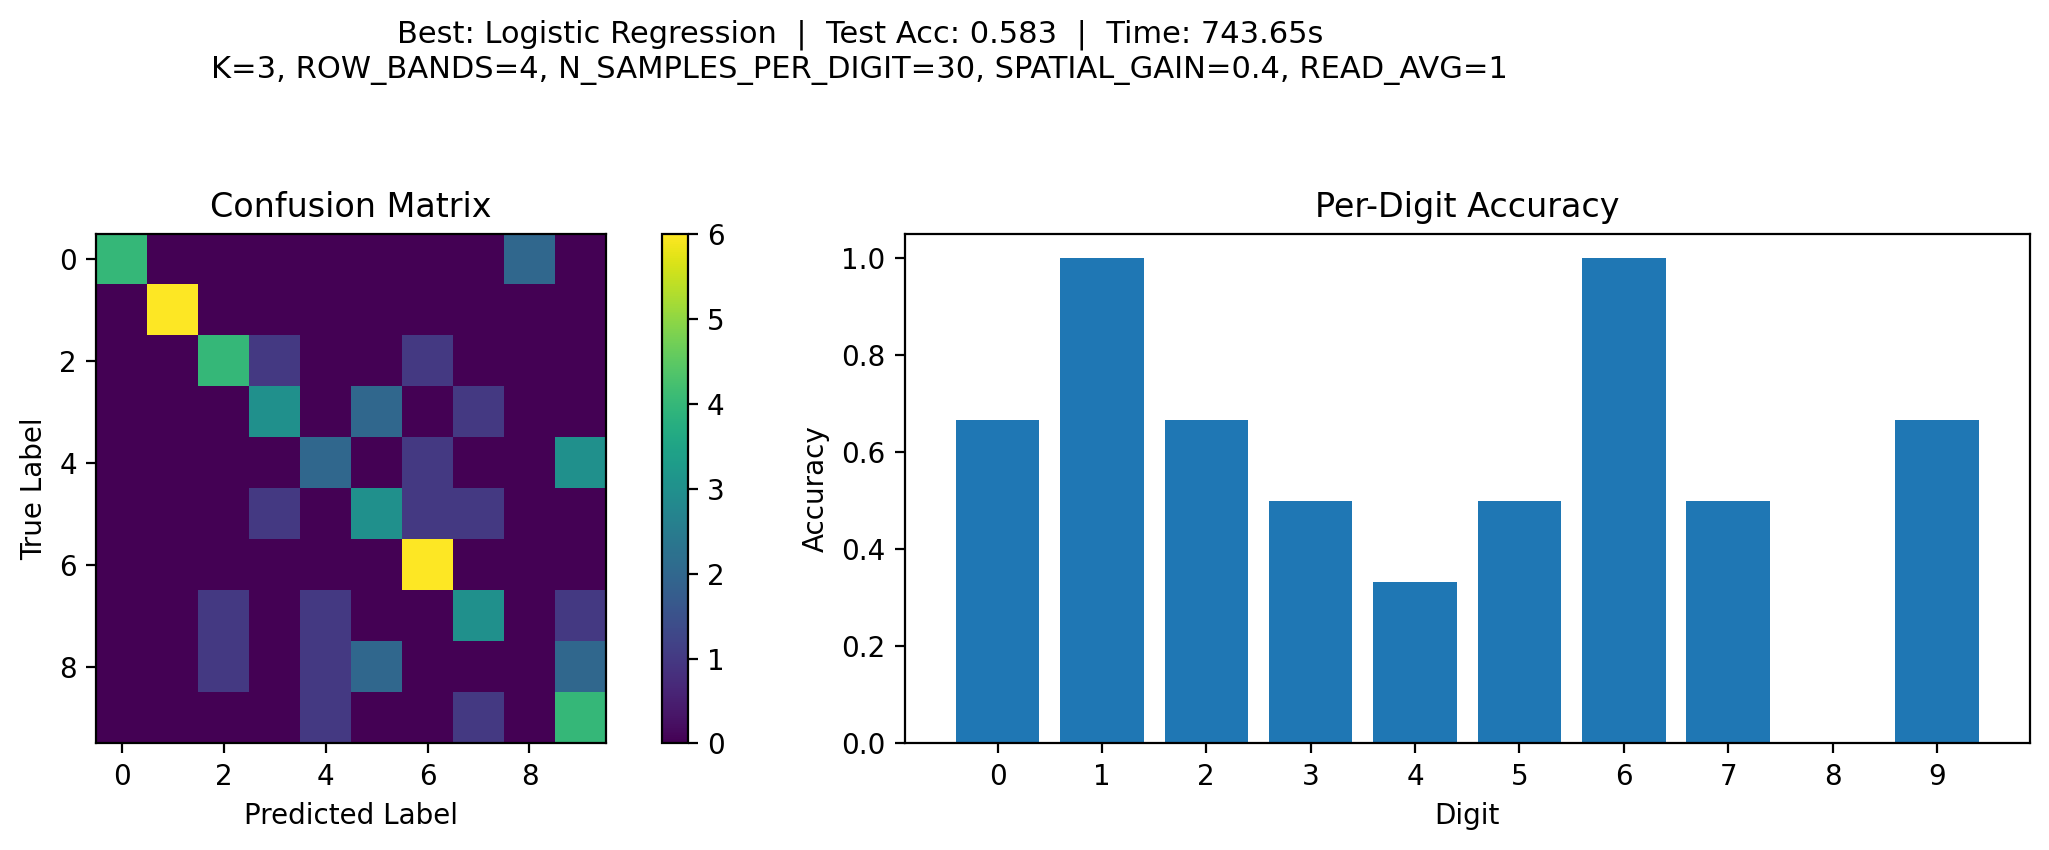 Best: Logistic Regression | Test Acc: 0.583 | Time: 743.65s
K=3, ROW_BANDS=4, N_SAMPLES_PER_DIGIT=30, SPATIAL_GAIN=0.4, READ_AVG=1
Confusion Matrix
0
2
4
6
8
True Label
0 2 4 6 8
Predicted Label
6
5
4
3
2
1
0
Per-Digit Accuracy
1.0
0.8
0.6
0.4
0.2
0.0
Accuracy
0 1 2 3 4 5 6 7 8 9
Digit